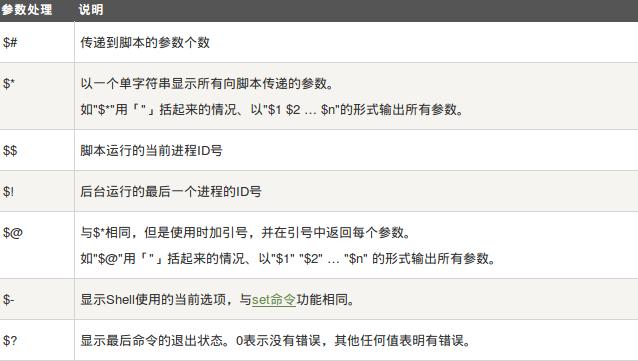 参数处理 说明
$# 传递到脚本的参数个数
$* 以一个单字符串显示所有向脚本传递的参数。
如"$*"用「"」括起来的情况、以"$1 $2 … $n"的形式输出所有参数。
$$ 脚本运行的当前进程ID号
$! 后台运行的最后一个进程的ID号
$@ 与$*相同，但是使用时加引号，并在引号中返回每个参数。
如"$@"用「"」括起来的情况、以"$1" "$2" … "$n" 的形式输出所有参数。
$- 显示Shell使用的当前选项，与set命令功能相同。
$? 显示最后命令的退出状态。0表示没有错误，其他任何值表明有错误。